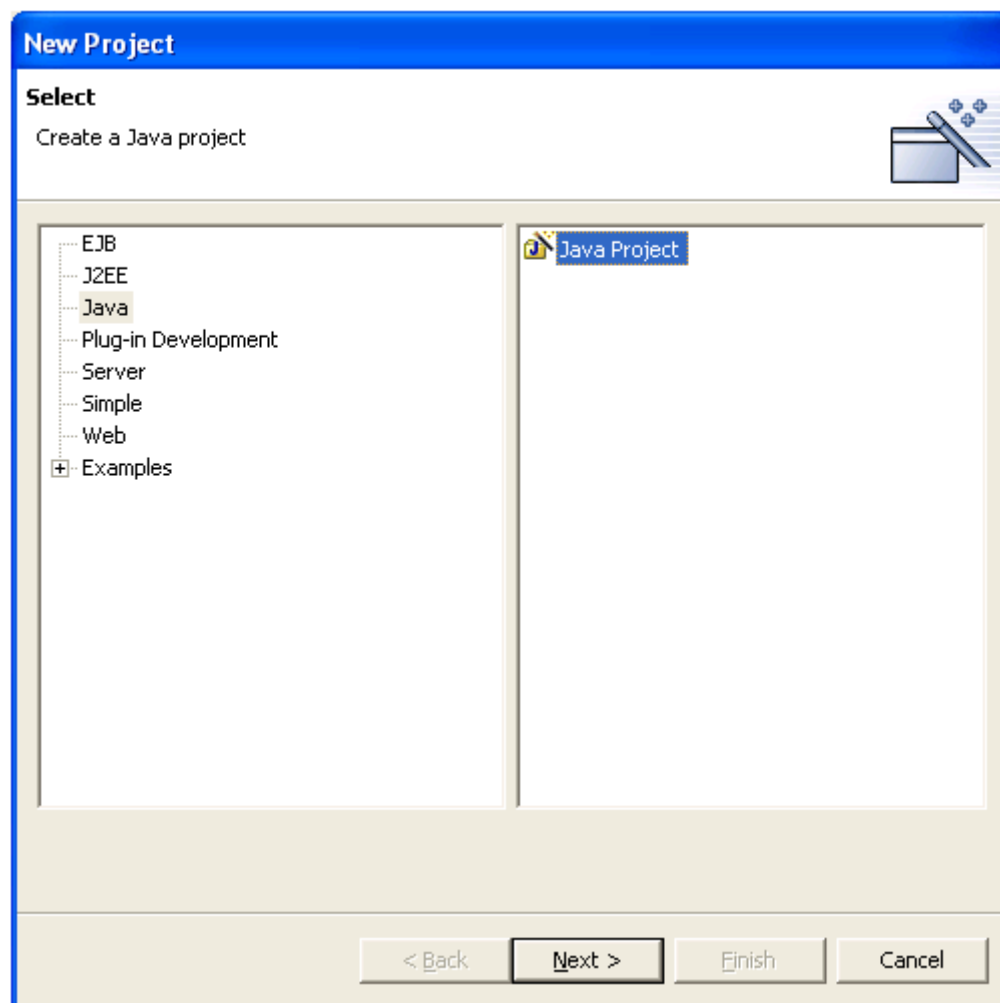 New Project
Select
Create a Java project
EJB
J2EE
Java
Plug-in Development
Server
Simple
Web
Examples
Java Project
< Back
Next >
Finish
Cancel